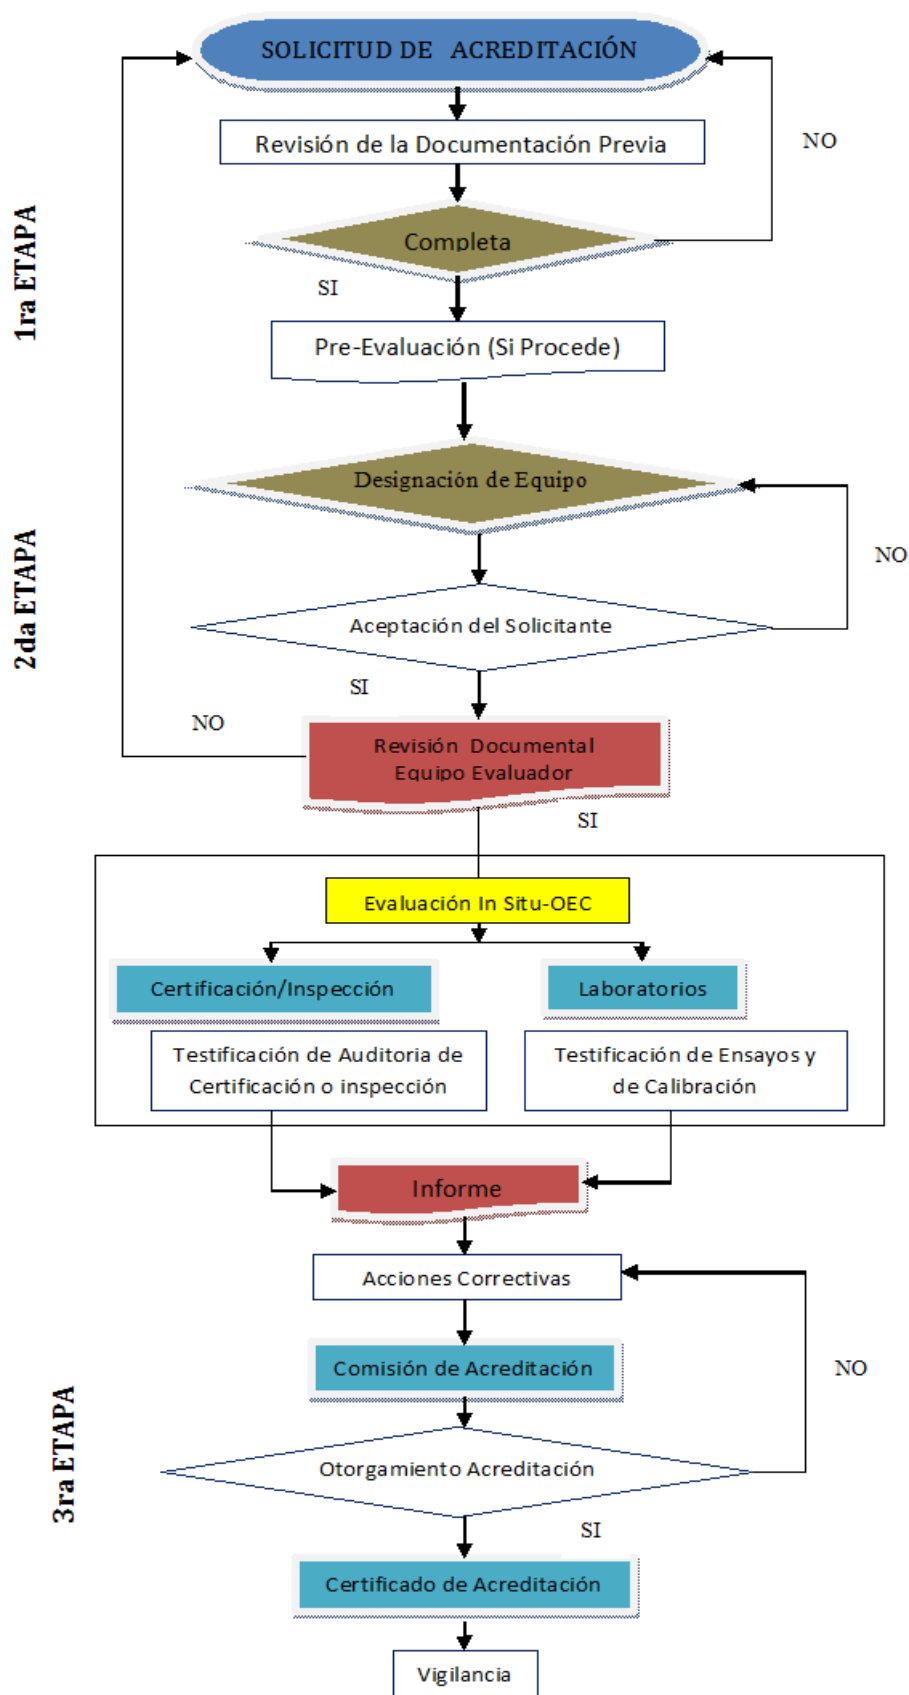 SOLICITUD DE ACREDITACIÓN
Revisión de la Documentación Previa
NO
Completa
SI
1ra ETAPA
Pre-Evaluación (Si Procede)
Designación de Equipo
NO
2da ETAPA
Aceptación del Solicitante
SI
NO
Revisión Documental
Equipo Evaluador
SI
Evaluación In Situ-OEC
Certificación/Inspección
Laboratorios
Testificación de Auditoria de
Certificación o inspección
Testificación de Ensayos y
de Calibración
Informe
Acciones Correctivas
Comisión de Acreditación
NO
3ra ETAPA
Otorgamiento Acreditación
SI
Certificado de Acreditación
Vigilancia